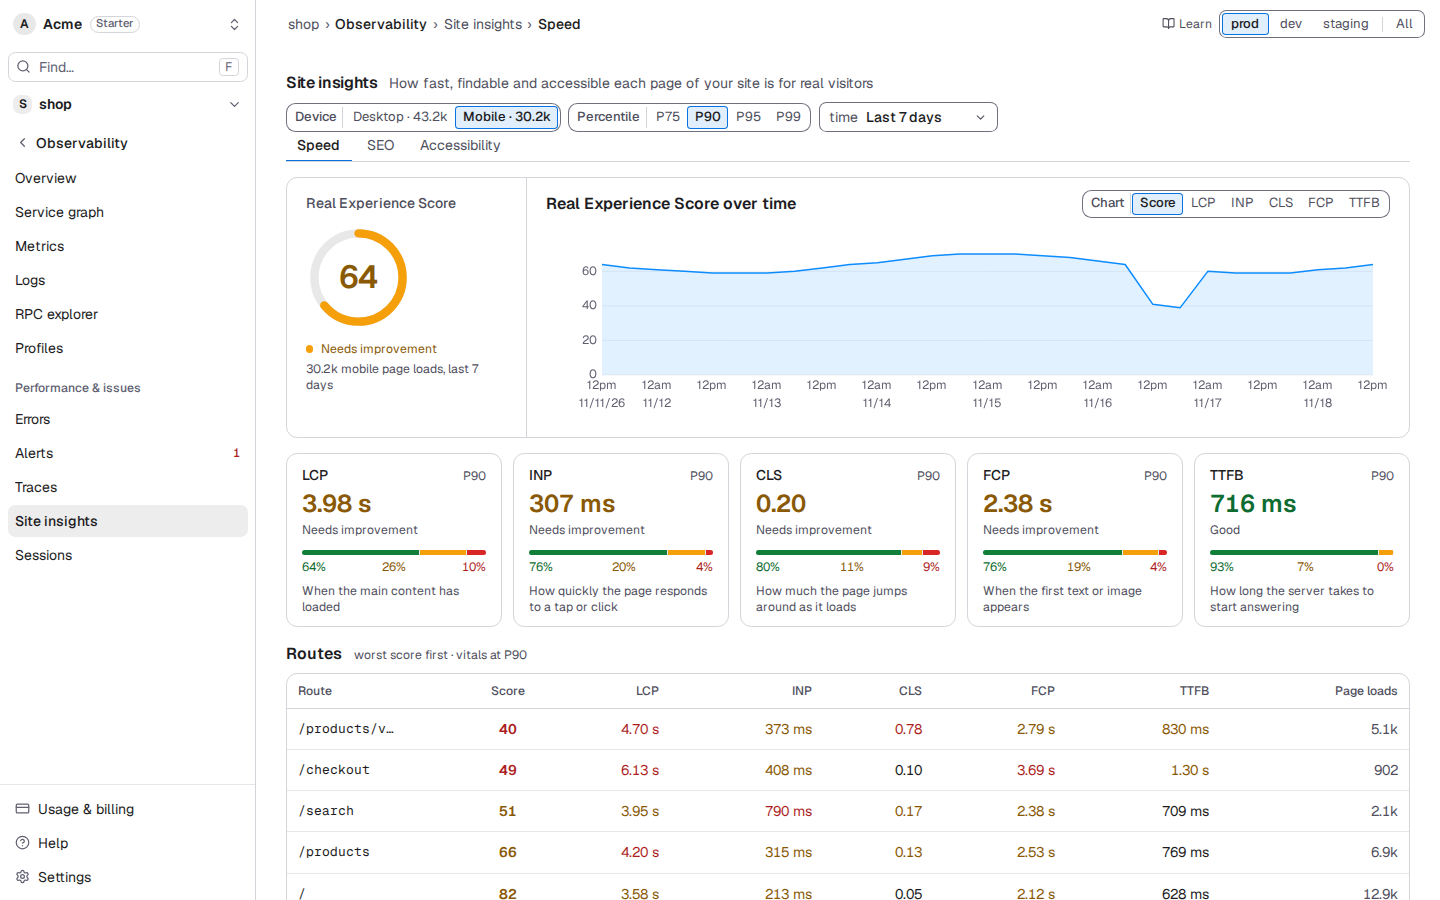 A Acme Starter
Find... F
S shop
Observability
Overview
Service graph
Metrics
Logs
RPC explorer
Profiles
Performance & issues
Errors
Alerts 1
Traces
Site insights
Sessions
Usage & billing
Help
Settings
shop › Observability › Site insights › Speed
Learn prod dev staging All
Site insights How fast, findable and accessible each page of your site is for real visitors
Device Desktop · 43.2k Mobile · 30.2k Percentile P75 P90 P95 P99 time Last 7 days
Speed SEO Accessibility
Real Experience Score
64
Needs improvement
30.2k mobile page loads, last 7
days
Real Experience Score over time
Chart Score LCP INP CLS FCP TTFB
60
40
20
0
12pm 12am 12pm 12am 12pm 12am 12pm 12am 12pm 12am 12pm 12am 12pm 12am 12pm
11/11/26 11/12 11/13 11/14 11/15 11/16 11/17 11/18
LCP P90
3.98 s
Needs improvement
64% 26% 10%
When the main content has
loaded
INP P90
307 ms
Needs improvement
76% 20% 4%
How quickly the page responds
to a tap or click
CLS P90
0.20
Needs improvement
80% 11% 9%
How much the page jumps
around as it loads
FCP P90
2.38 s
Needs improvement
76% 19% 4%
When the first text or image
appears
TTFB P90
716 ms
Good
93% 7% 0%
How long the server takes to
start answering
Routes worst score first · vitals at P90
Route Score LCP INP CLS FCP TTFB Page loads
/products/v… 40 4.70 s 373 ms 0.78 2.79 s 830 ms 5.1k
/checkout 49 6.13 s 408 ms 0.10 3.69 s 1.30 s 902
/search 51 3.95 s 790 ms 0.17 2.38 s 709 ms 2.1k
/products 66 4.20 s 315 ms 0.13 2.53 s 769 ms 6.9k
/ 82 3.58 s 213 ms 0.05 2.12 s 628 ms 12.9k